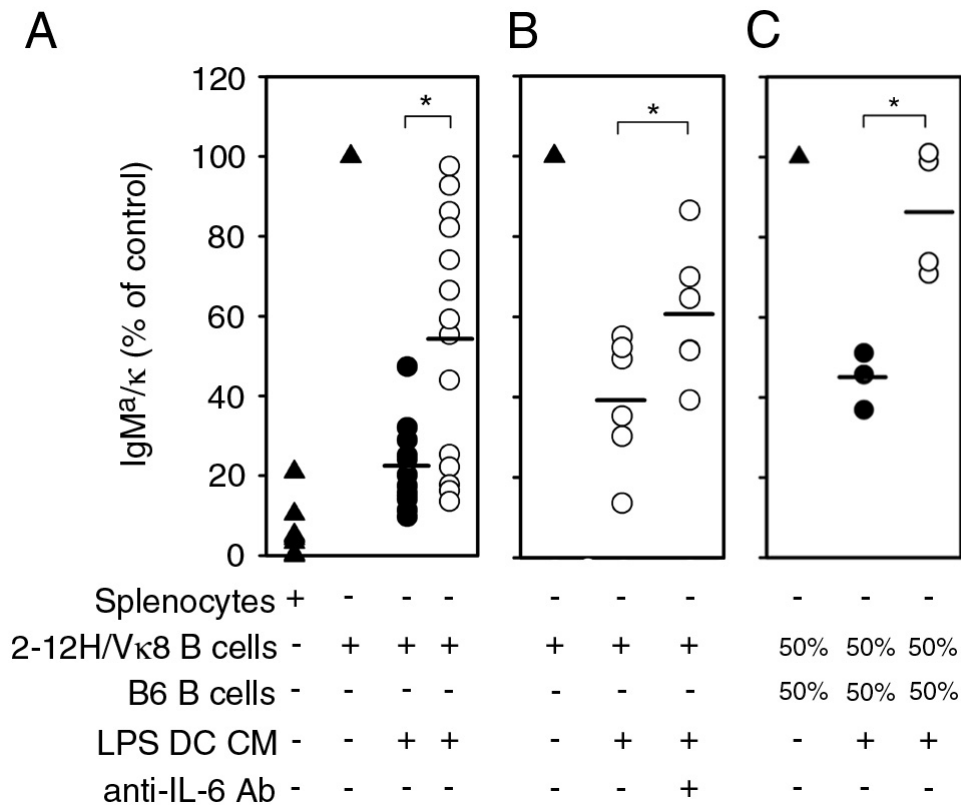 A B C
IgMª/κ (% of control)
120
100
80
60
40
20
0
* * *
Splenocytes + - - - - - - - - -
2-12H/Vκ8 B cells - + + + + + + 50% 50% 50%
B6 B cells - - - - - - - 50% 50% 50%
LPS DC CM - - + + - + + - + +
anti-IL-6 Ab - - - - - - + - - -